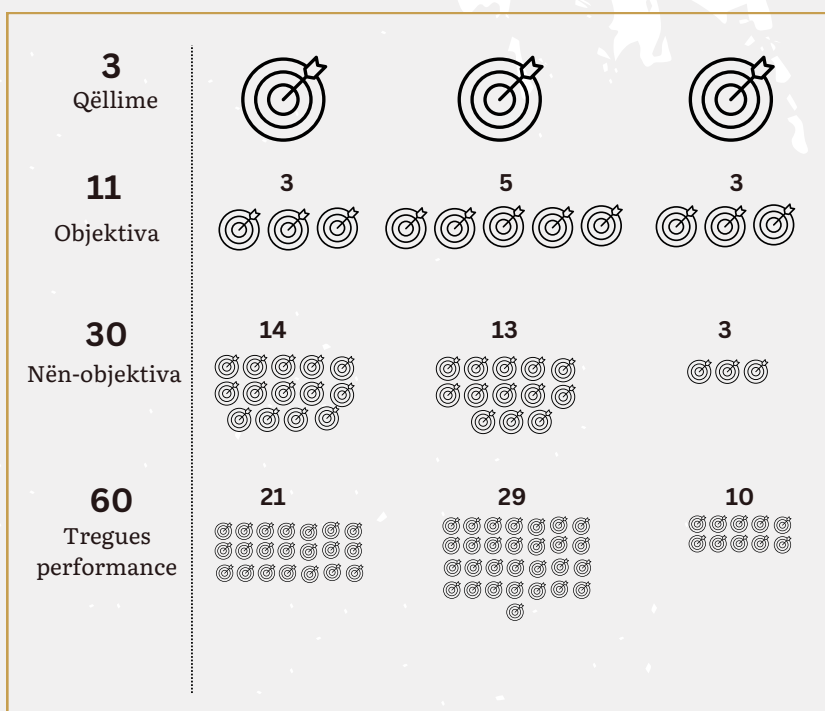 3
Qëllime
11
Objektiva
3
5
3
30
Nën-objektiva
14
13
3
60
Tregues
performance
21
29
10